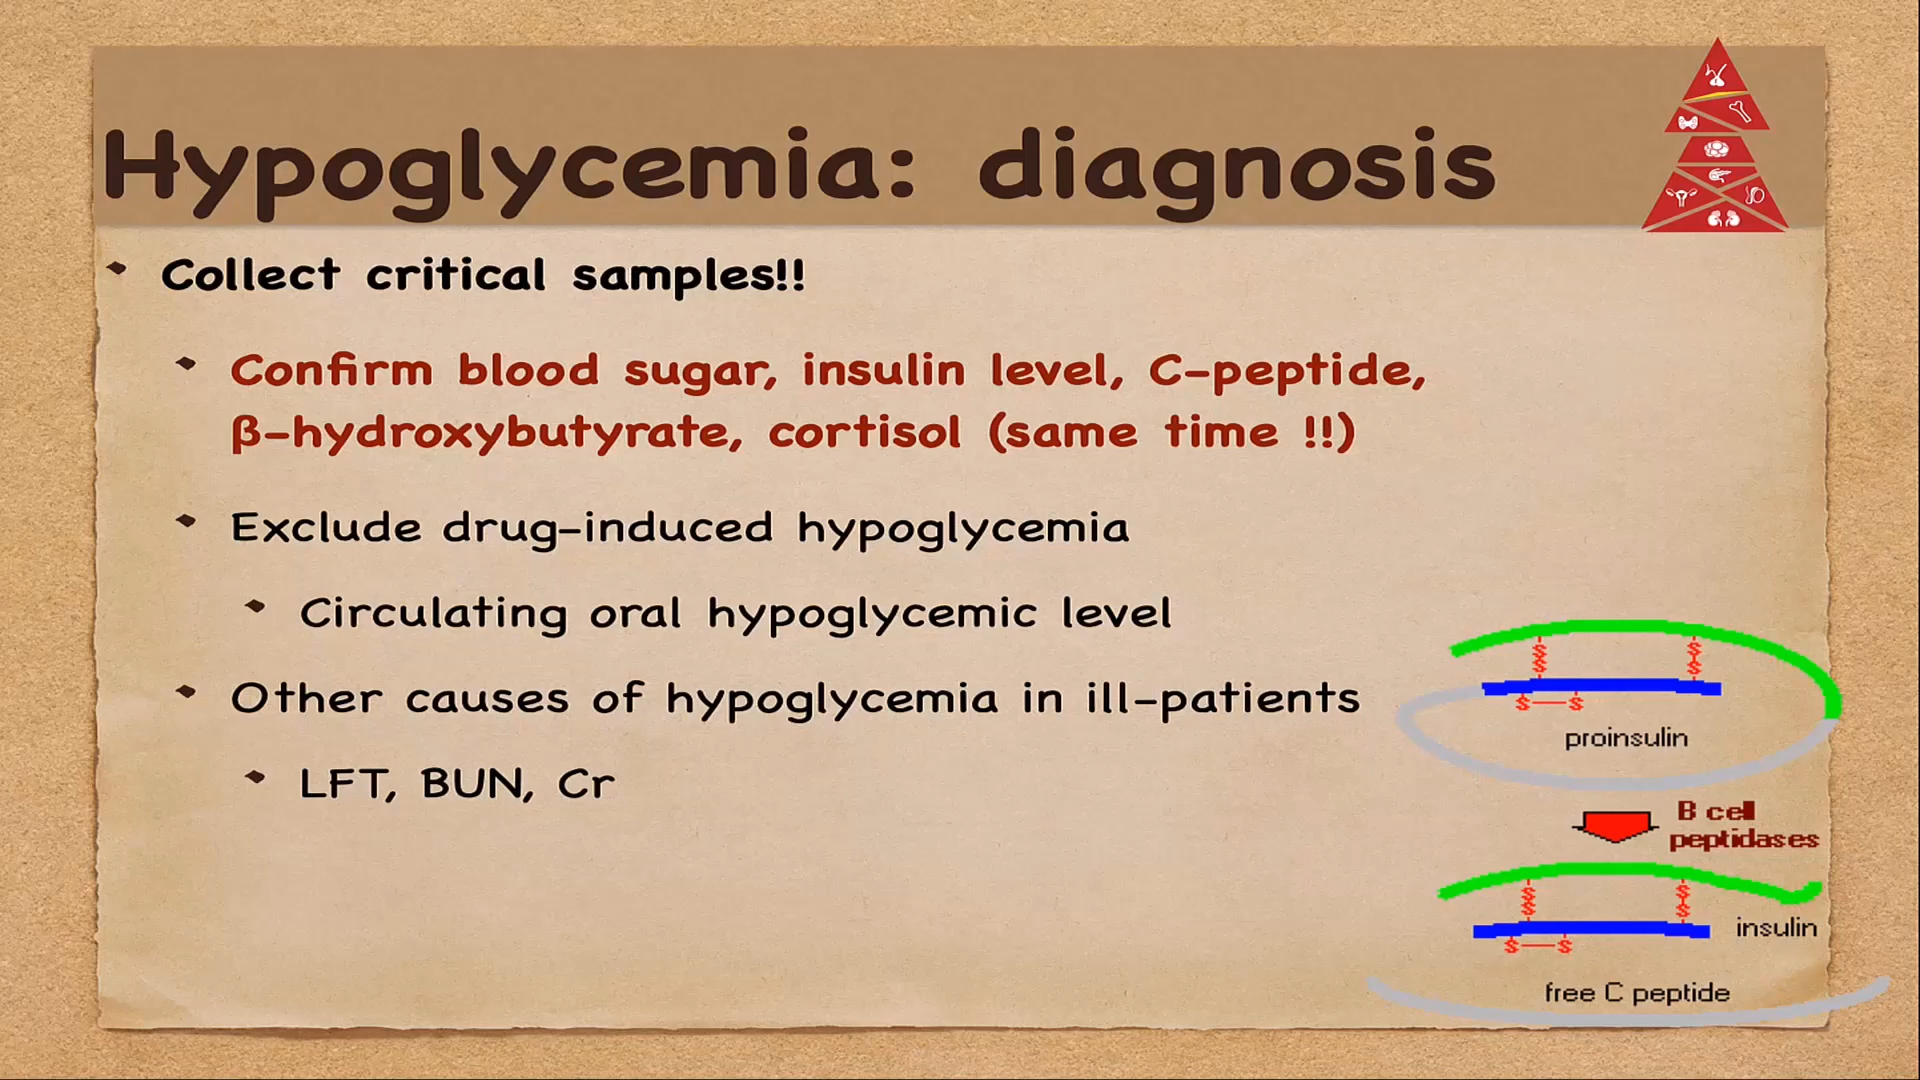 Hypoglycemia: diagnosis
Collect critical samples!!
Confirm blood sugar, insulin level, C-peptide,
β-hydroxybutyrate, cortisol (same time !!)
Exclude drug-induced hypoglycemia
Circulating oral hypoglycemic level
Other causes of hypoglycemia in ill-patients
LFT, BUN, Cr
S S
S S
S S
S—S
proinsulin
B cell
peptidases
S S
S S
S S
insulin
S—S
free C peptide